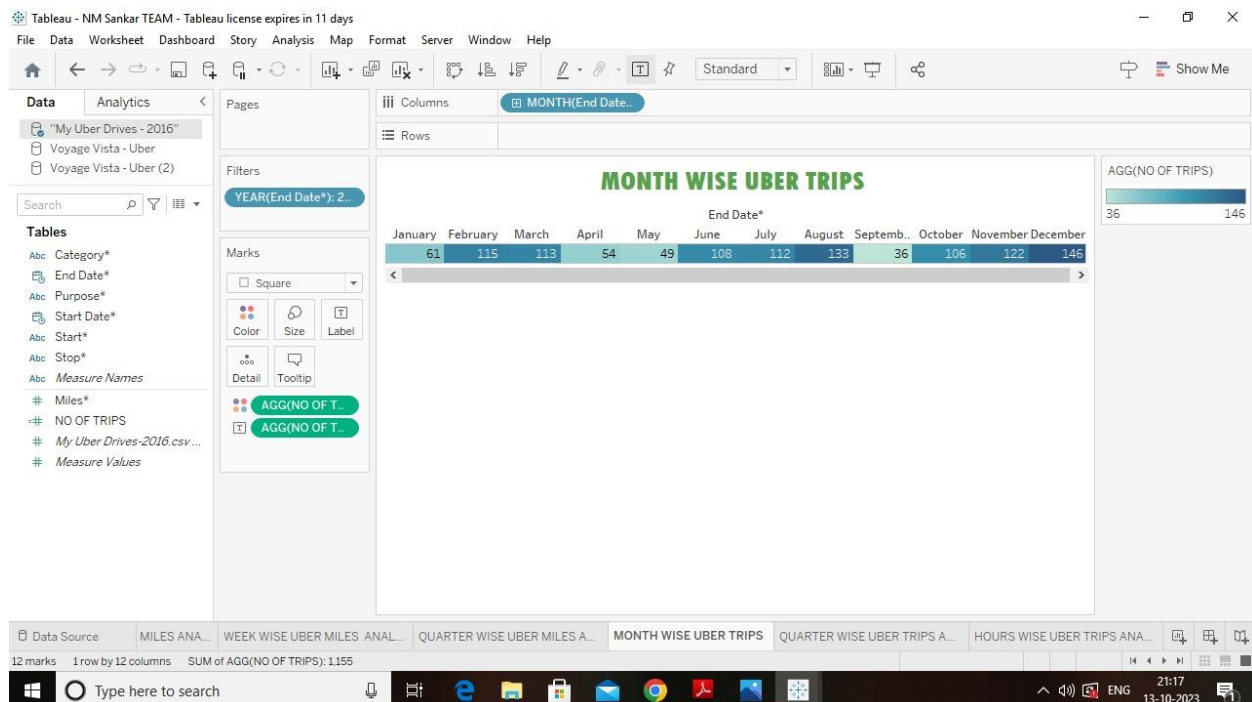 Tableau - NM Sankar TEAM - Tableau license expires in 11 days
File Data Worksheet Dashboard Story Analysis Map Format Server Window Help
Standard
Show Me
Data Analytics
"My Uber Drives - 2016"
Voyage Vista - Uber
Voyage Vista - Uber (2)
Search
Tables
Abc Category*
End Date*
Abc Purpose*
Start Date*
Abc Start*
Abc Stop*
Abc Measure Names
# Miles*
=# NO OF TRIPS
# My Uber Drives-2016.csv ...
# Measure Values
Pages
Filters
YEAR(End Date*): 2..
Marks
Square
Color Size Label
Detail Tooltip
AGG(NO OF T..
AGG(NO OF T..
Columns MONTH(End Date..
Rows
MONTH WISE UBER TRIPS
End Date*
January February March April May June July August Septemb.. October November December
61 115 113 54 49 108 112 133 36 106 122 146
AGG(NO OF TRIPS)
36 146
Data Source MILES ANA... WEEK WISE UBER MILES ANAL... QUARTER WISE UBER MILES A... MONTH WISE UBER TRIPS QUARTER WISE UBER TRIPS A... HOURS WISE UBER TRIPS ANA...
12 marks 1 row by 12 columns SUM of AGG(NO OF TRIPS): 1,155
Type here to search
ENG
21:17
13-10-2023